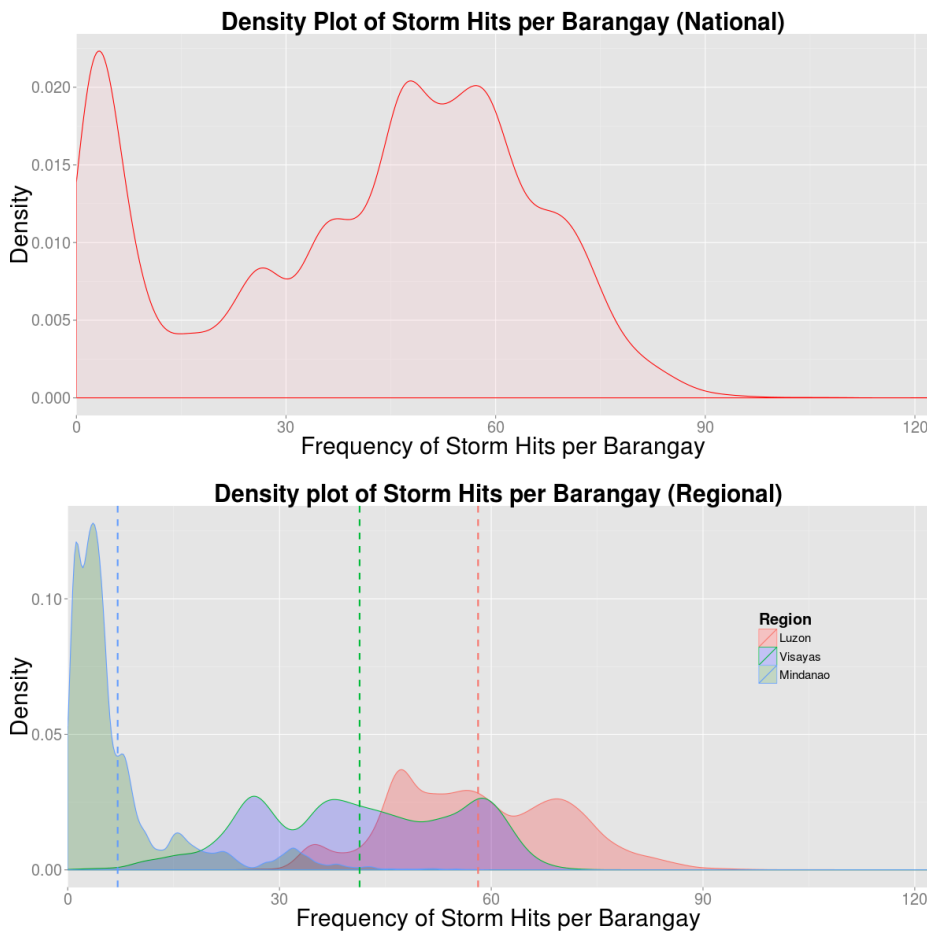 Density Plot of Storm Hits per Barangay (National)
Density
0.020
0.015
0.010
0.005
0.000
0 30 60 90 120
Frequency of Storm Hits per Barangay
Density plot of Storm Hits per Barangay (Regional)
Density
0.10
0.05
0.00
Region
Luzon
Visayas
Mindanao
0 30 60 90 120
Frequency of Storm Hits per Barangay